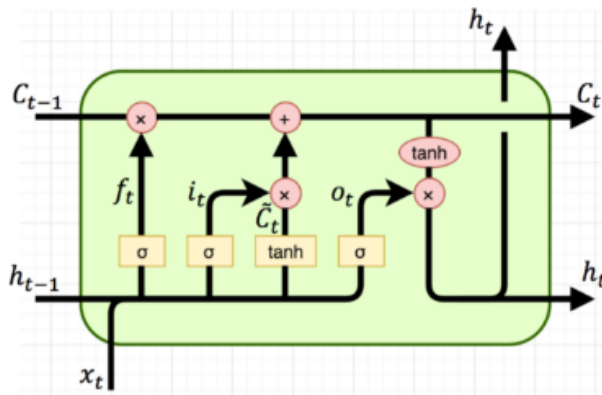 h_t
C_{t-1} × + C_t
tanh
f_t i_t × C̃_t o_t ×
σ σ tanh σ
h_{t-1} h_t
x_t